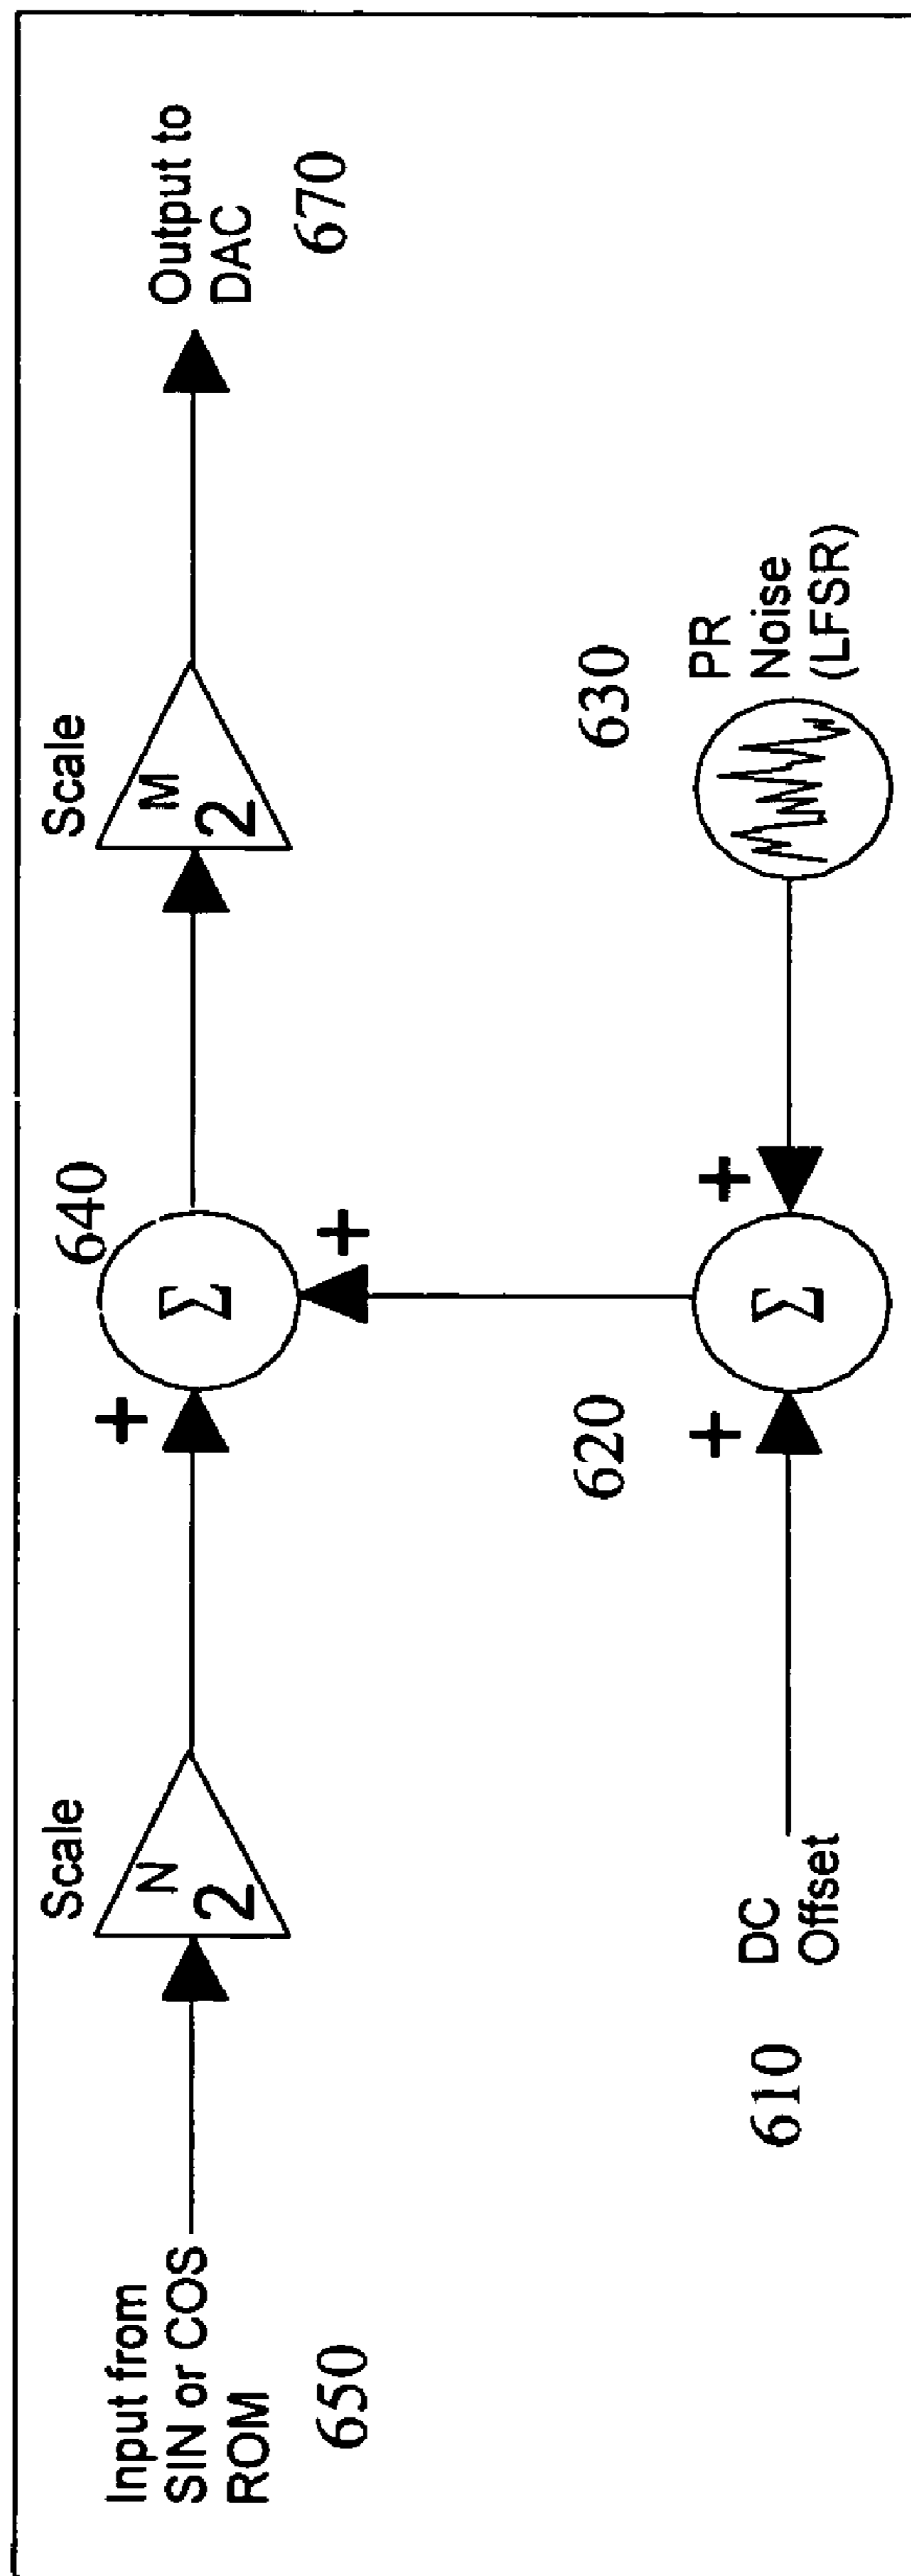 Input from
SIN or COS
ROM
650
Scale
N
2
+
Σ
640
+
Scale
M
2
Output to
DAC
670
610
DC
Offset
620
+
Σ
+
630
PR
Noise
(LFSR)